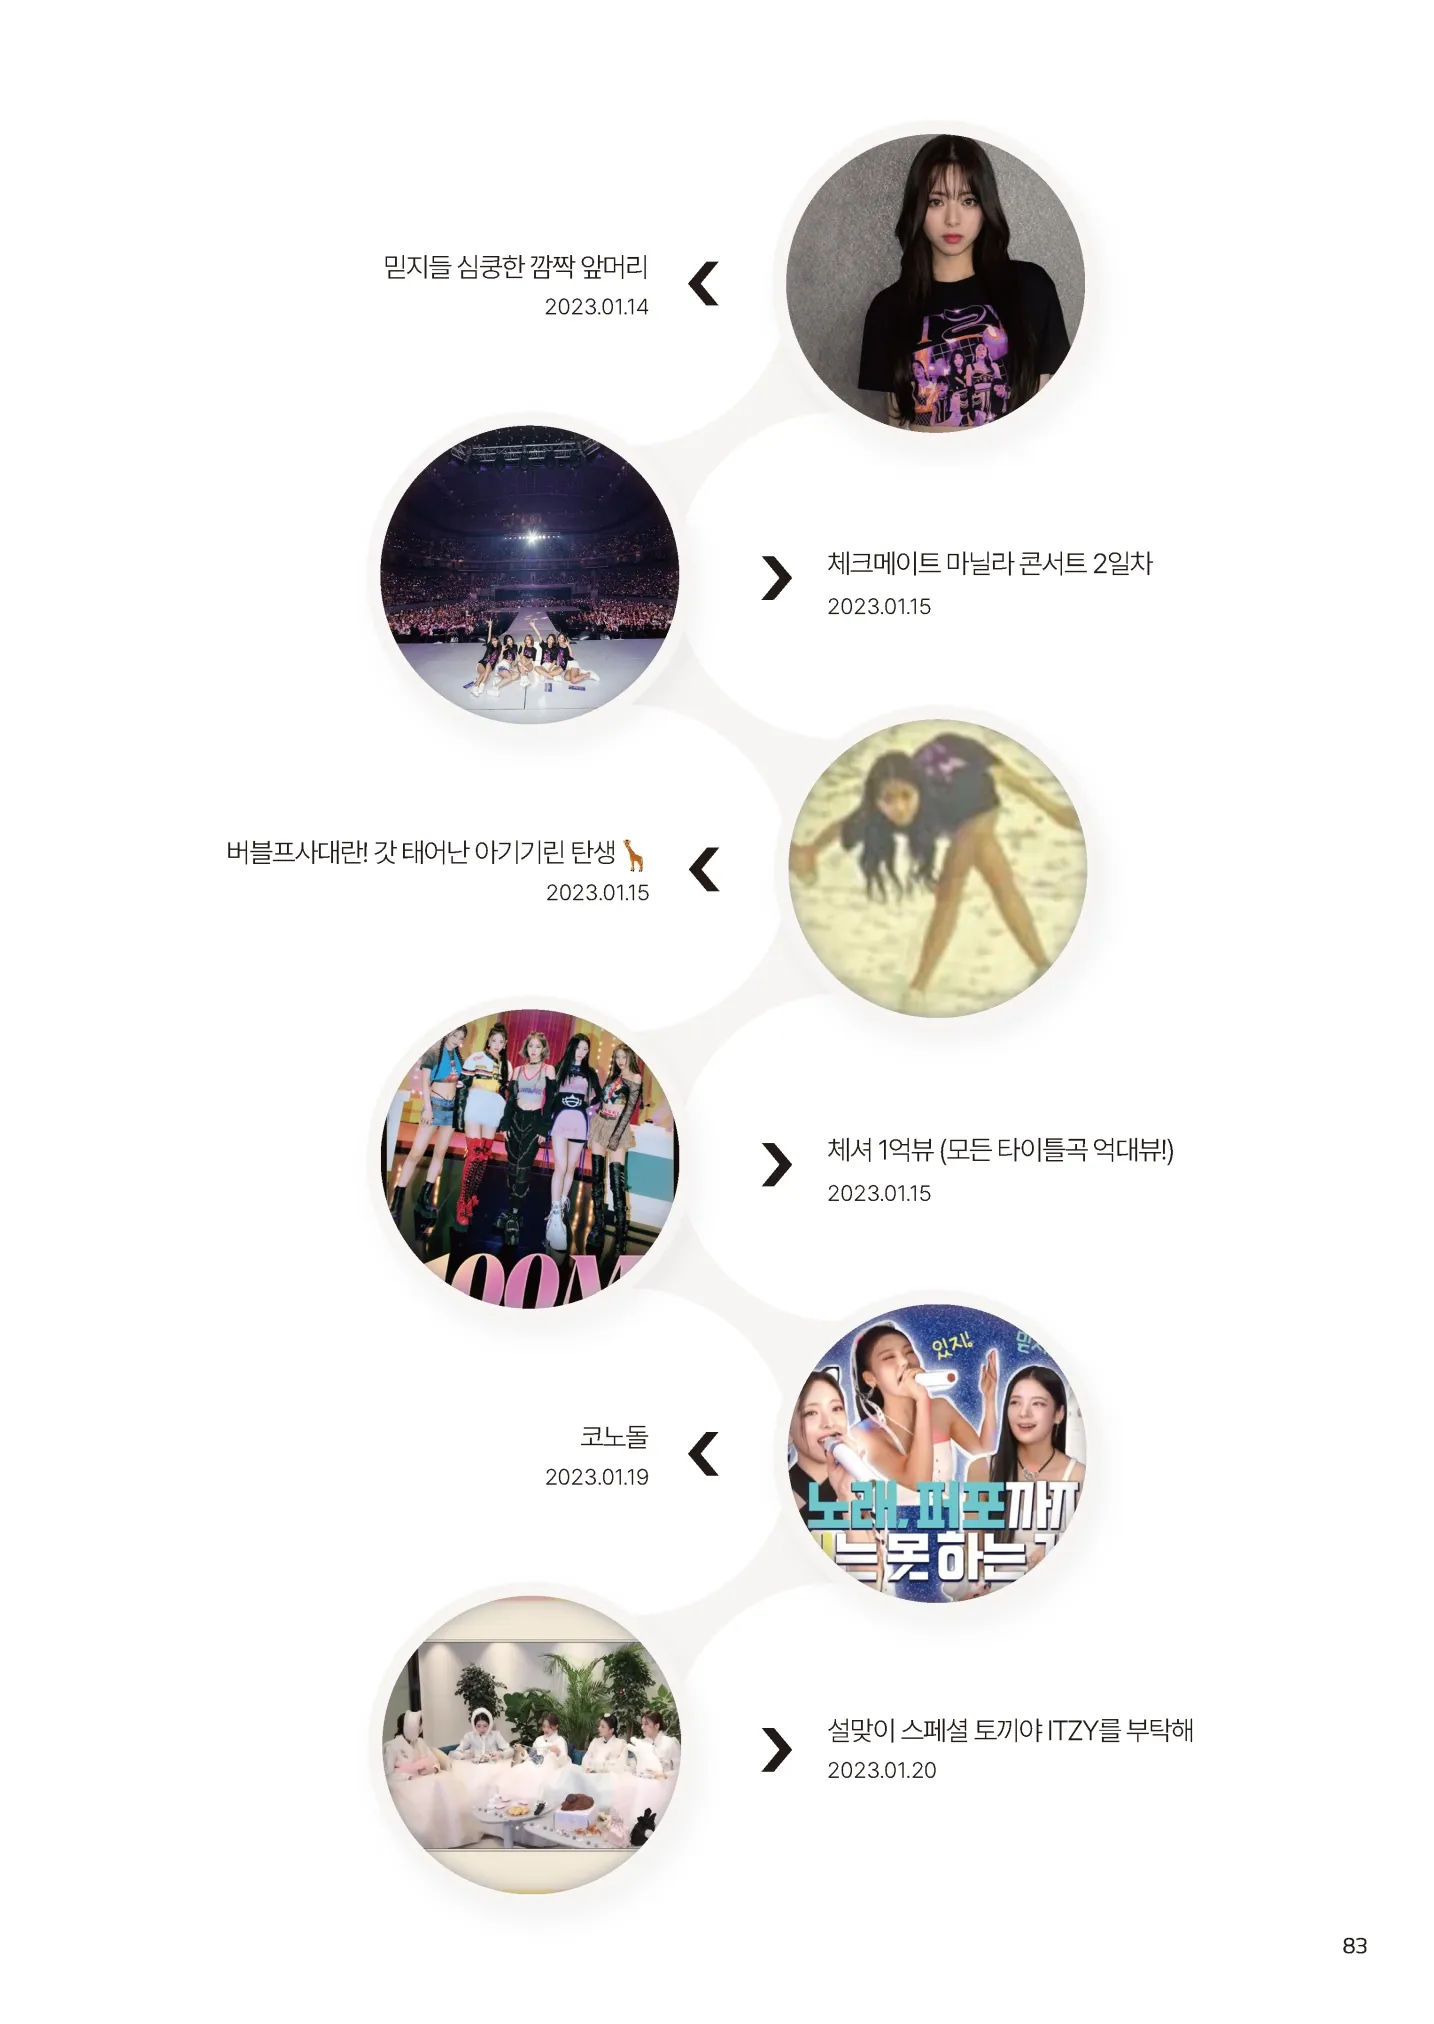 믿지들 심쿵한 깜짝 앞머리
2023.01.14
체크메이트 마닐라 콘서트 2일차
2023.01.15
버블프사대란! 갓 태어난 아기기린 탄생🦒
2023.01.15
체셔 1억뷰 (모든 타이틀곡 억대뷰!)
2023.01.15
100M
있지!
코노돌
2023.01.19
노래, 퍼포까지
는 못 하는
설맞이 스페셜 토끼야 ITZY를 부탁해
2023.01.20
83